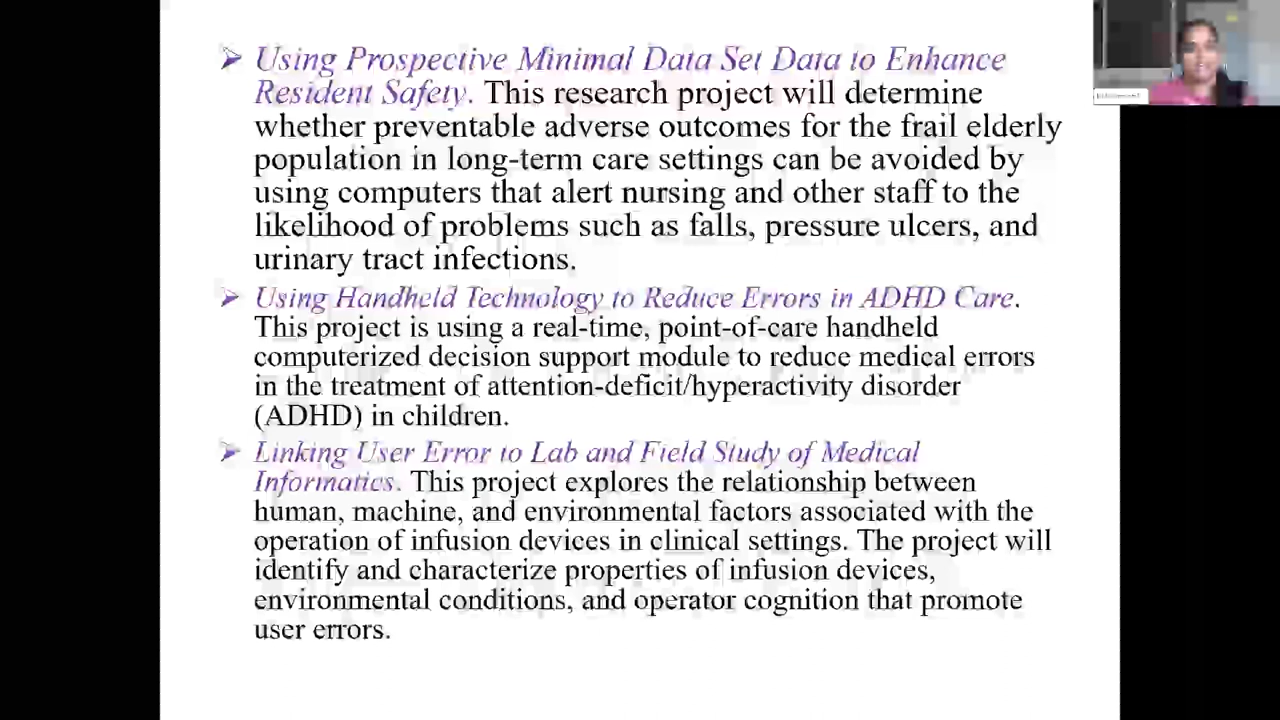 Using Prospective Minimal Data Set Data to Enhance
Resident Safety. This research project will determine
whether preventable adverse outcomes for the frail elderly
population in long-term care settings can be avoided by
using computers that alert nursing and other staff to the
likelihood of problems such as falls, pressure ulcers, and
urinary tract infections.
Using Handheld Technology to Reduce Errors in ADHD Care.
This project is using a real-time, point-of-care handheld
computerized decision support module to reduce medical errors
in the treatment of attention-deficit/hyperactivity disorder
(ADHD) in children.
Linking User Error to Lab and Field Study of Medical
Informatics. This project explores the relationship between
human, machine, and environmental factors associated with the
operation of infusion devices in clinical settings. The project will
identify and characterize properties of infusion devices,
environmental conditions, and operator cognition that promote
user errors.